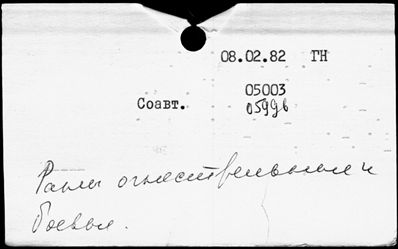 08.02.82 ГН
05003
Соавт. 05996
Раны огнестрельные и
боевые.